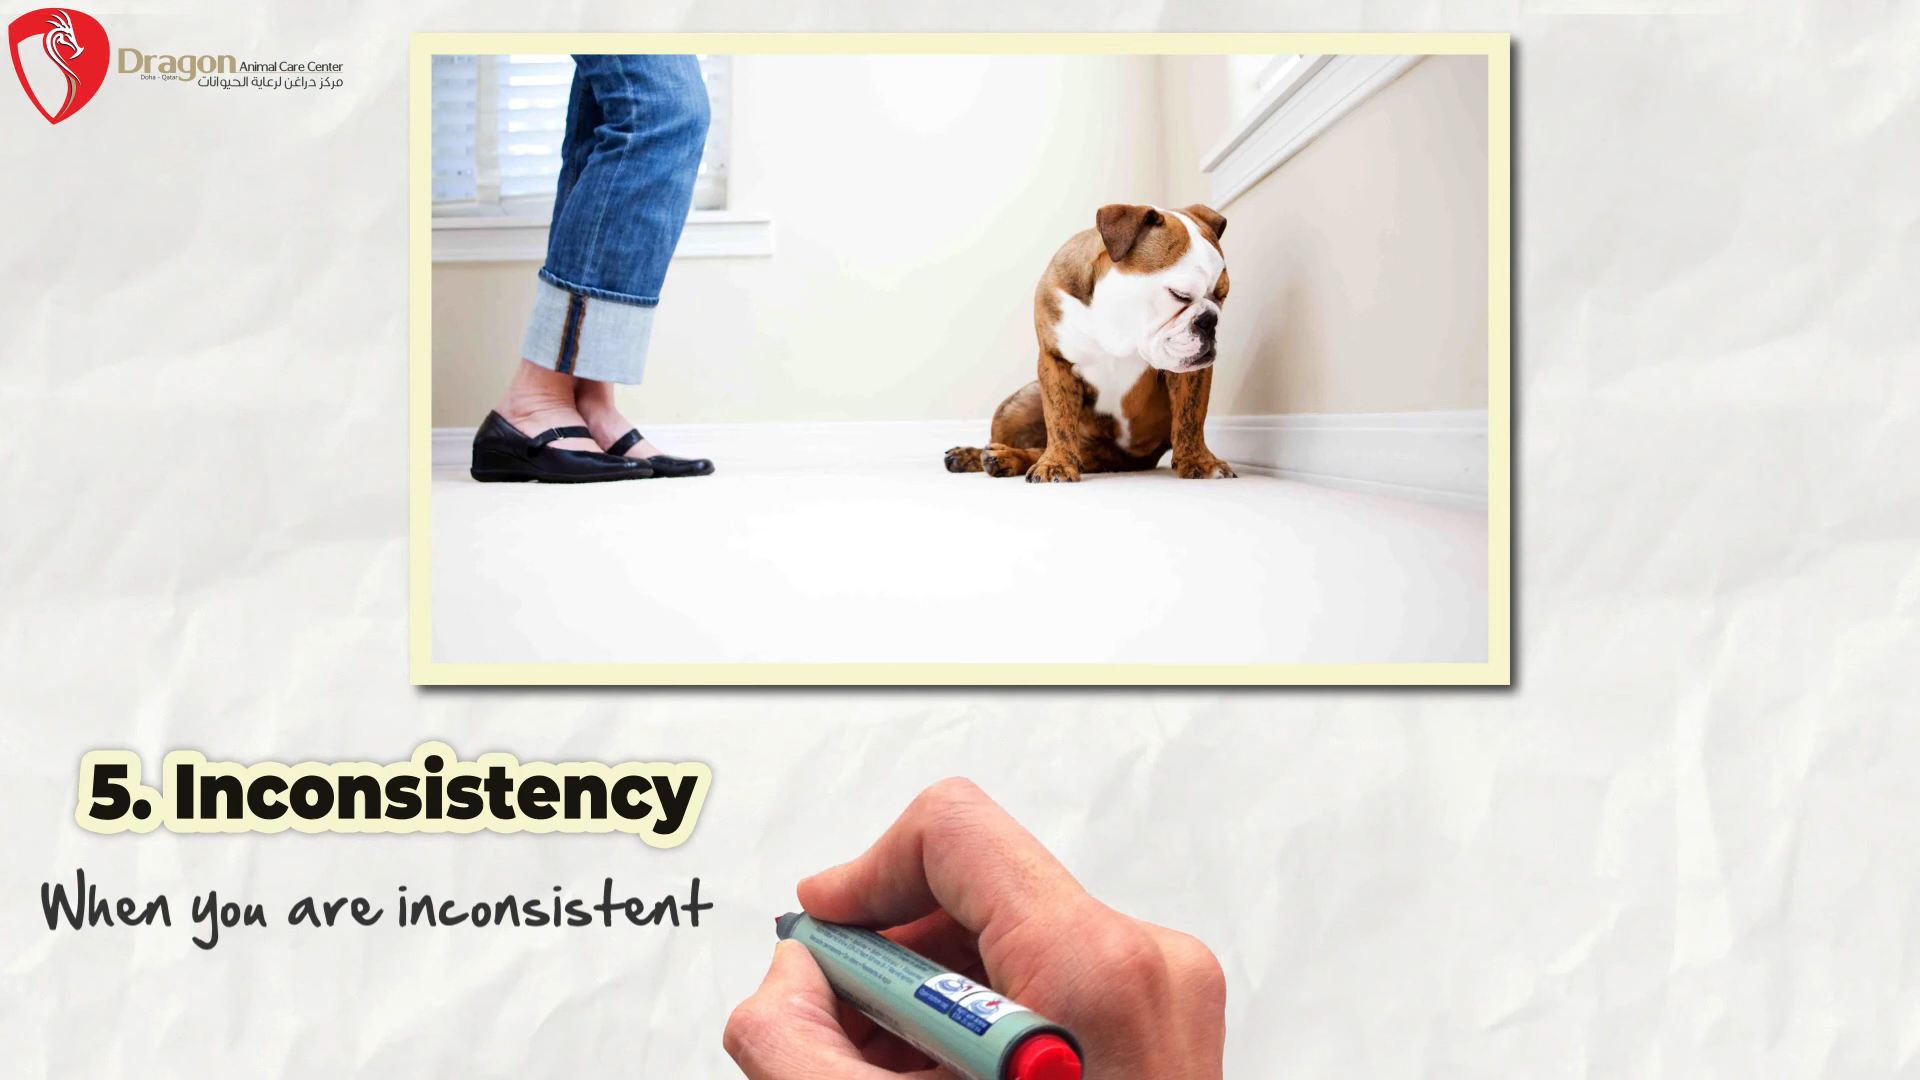 Dragon Animal Care Center
Doha - Qatar
مركز دراغن لرعاية الحيوانات
5. Inconsistency
When you are inconsistent